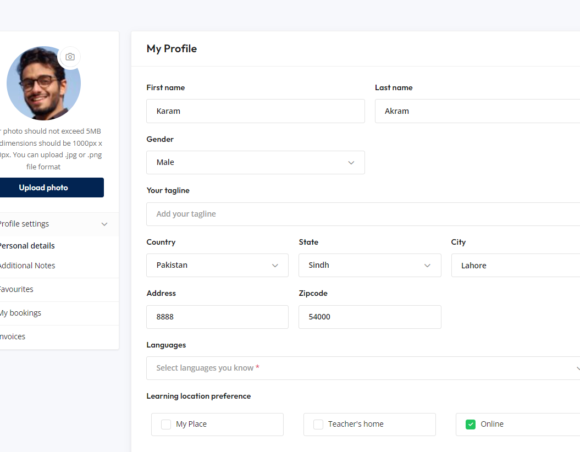 My Profile
First name
Last name
Karam
Akram
Gender
Male
Your tagline
Add your tagline
Country
State
City
Pakistan
Sindh
Lahore
Address
Zipcode
8888
54000
Languages
Select languages you know *
Learning location preference
My Place
Teacher's home
Online
photo should not exceed 5MB
dimensions should be 1000px x
px. You can upload .jpg or .png
file format
Upload photo
Profile settings
Personal details
Additional Notes
Favourites
My bookings
Invoices